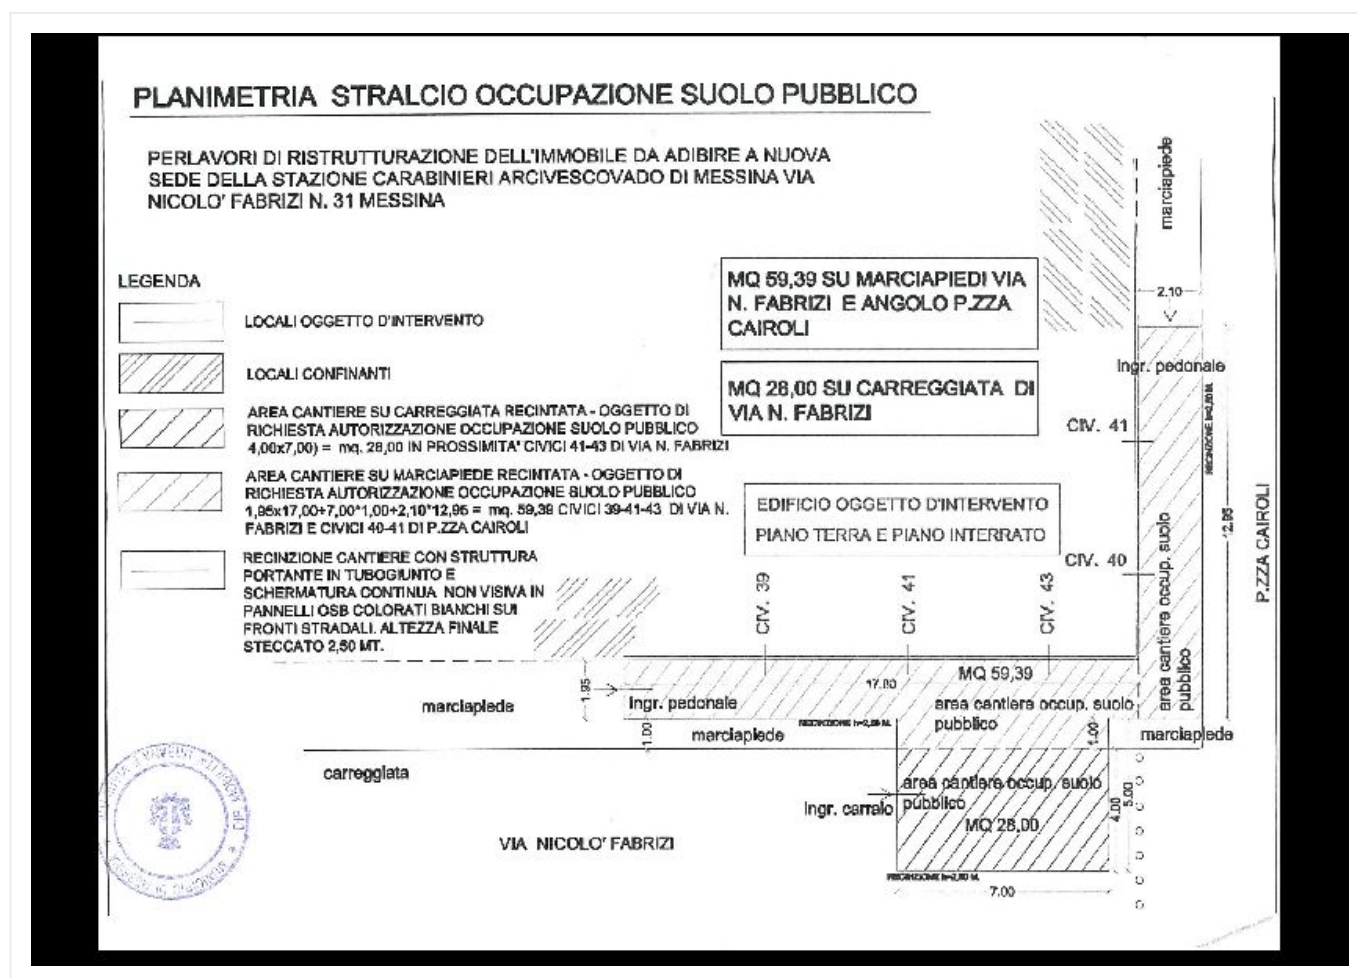 PLANIMETRIA STRALCIO OCCUPAZIONE SUOLO PUBBLICO
PERLAVORI DI RISTRUTTURAZIONE DELL'IMMOBILE DA ADIBIRE A NUOVA
SEDE DELLA STAZIONE CARABINIERI ARCIVESCOVADO DI MESSINA VIA
NICOLO' FABRIZI N. 31 MESSINA
LEGENDA
LOCALI OGGETTO D'INTERVENTO
LOCALI CONFINANTI
AREA CANTIERE SU CARREGGIATA RECINTATA - OGGETTO DI
RICHIESTA AUTORIZZAZIONE OCCUPAZIONE SUOLO PUBBLICO
4,00x7,00) = mq. 28,00 IN PROSSIMITA' CIVICI 41-43 DI VIA N. FABRIZI
AREA CANTIERE SU MARCIAPIEDE RECINTATA - OGGETTO DI
RICHIESTA AUTORIZZAZIONE OCCUPAZIONE SUOLO PUBBLICO
1,95x17,00+7,00*1,00+2,10*12,95 = mq. 59,39 CIVICI 39-41-43 DI VIA N.
FABRIZI E CIVICI 40-41 DI P.ZZA CAIROLI
RECINZIONE CANTIERE CON STRUTTURA
PORTANTE IN TUBOGIUNTO E
SCHERMATURA CONTINUA NON VISIVA IN
PANNELLI OSB COLORATI BIANCHI SUI
FRONTI STRADALI. ALTEZZA FINALE
STECCATO 2,50 MT.
MQ 59,39 SU MARCIAPIEDI VIA
N. FABRIZI E ANGOLO P.ZZA
CAIROLI
MQ 28,00 SU CARREGGIATA DI
VIA N. FABRIZI
EDIFICIO OGGETTO D'INTERVENTO
PIANO TERRA E PIANO INTERRATO
marciapiede
2.10
Ingr. pedonale
CIV. 41
CIV. 40
12.95
P.ZZA CAIROLI
area cantiere occup. suolo
pubblico
CIV. 39
CIV. 41
CIV. 43
MQ 59,39
1.95
marciapiede
Ingr. pedonale
area cantiere occup. suolo
pubblico
1.00
marciapiede
1.00
marciapiede
carreggiata
area cantiere occup. suolo
pubblico
Ingr. carraio
MQ 28,00
4.00
5.00
VIA NICOLO' FABRIZI
7.00